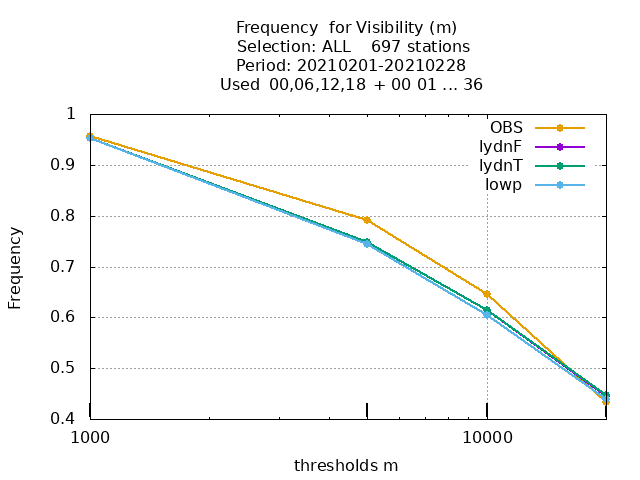 Frequency  for Visibility (m)
Selection: ALL    697 stations
Period: 20210201-20210228
Used 00,06,12,18 + 00 01 ... 36
1
0.9
0.8
0.7
0.6
0.5
0.4
Frequency
OBS
lydnF
lydnT
lowp
1000
10000
thresholds m